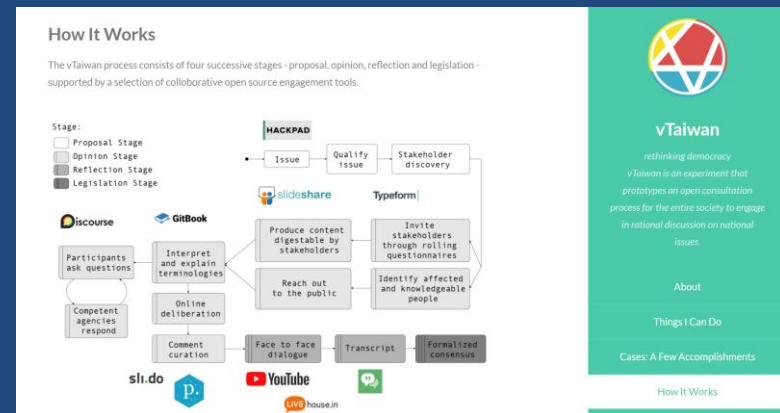 How It Works
The vTaiwan process consists of four successive stages - proposal, opinion, reflection and legislation -
supported by a selection of colloborative open source engagement tools.
Stage:
Proposal Stage
Opinion Stage
Reflection Stage
Legislation Stage
HACKPAD
Issue
Qualify
issue
Stakeholder
discovery
slideshare
Typeform
Discourse
GitBook
Participants
ask questions
Interpret
and explain
terminologies
Produce content
digestable by
stakeholders
Invite
stakeholders
through rolling
questionnaires
Reach out
to the public
Identify affected
and knowledgeable
people
Competent
agencies
respond
Online
deliberation
Comment
curation
Face to face
dialogue
Transcript
Formalized
consensus
sli.do
p.
YouTube
LIVE house.in
vTaiwan
rethinking democracy
vTaiwan is an experiment that
prototypes an open consultation
process for the entire society to engage
in rational discussion on national
issues.
About
Things I Can Do
Cases: A Few Accomplishments
How It Works